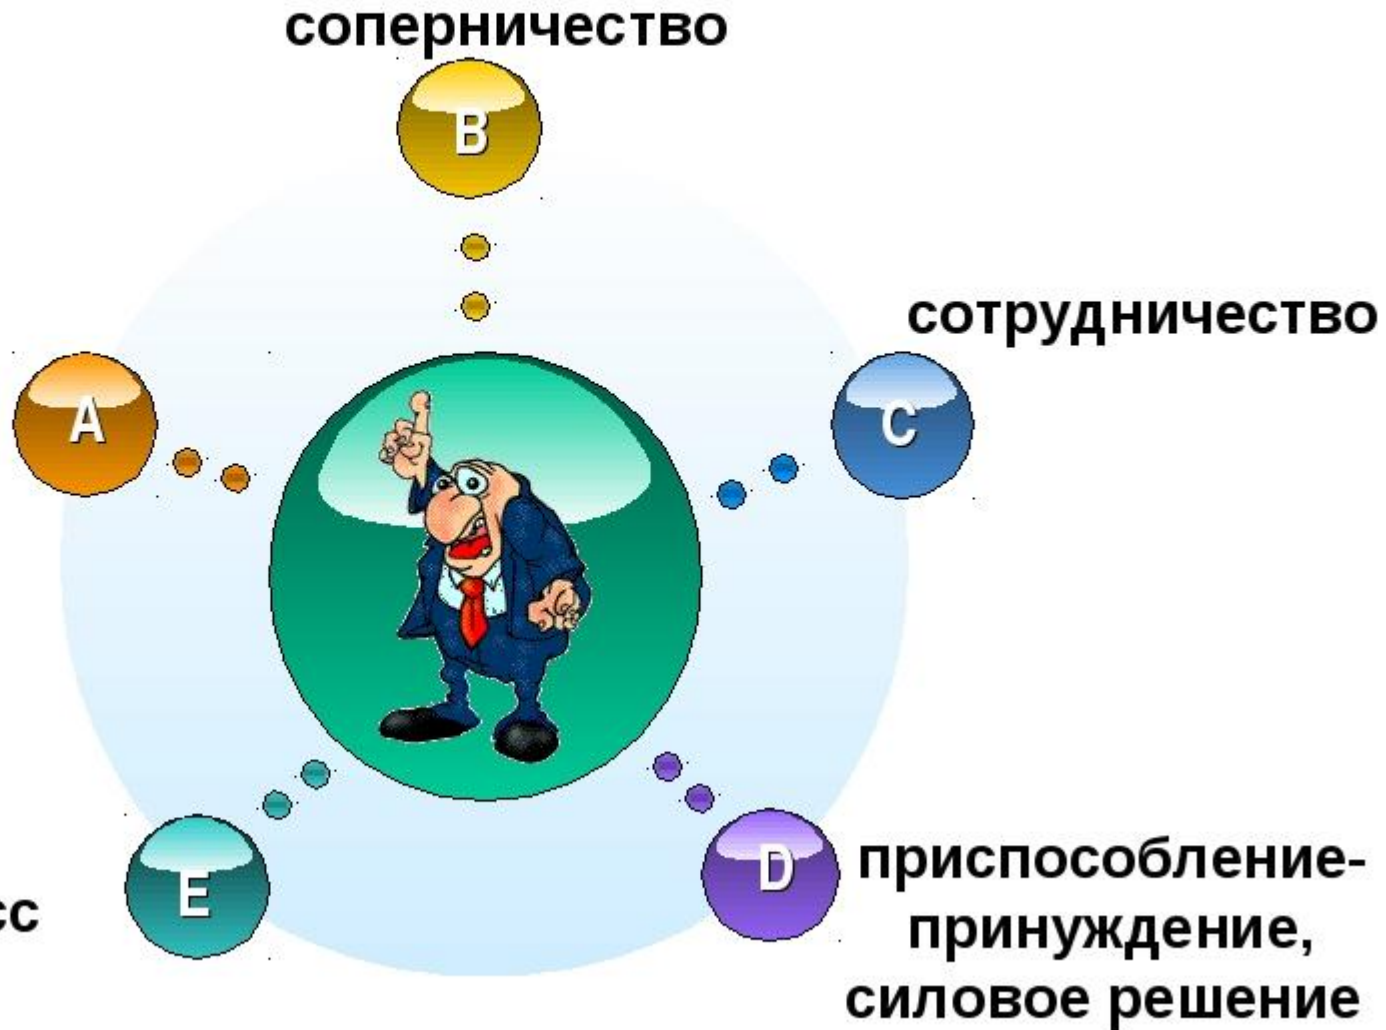 соперничество
B
сотрудничество
A
C
E
D
приспособление-
принуждение,
силовое решение